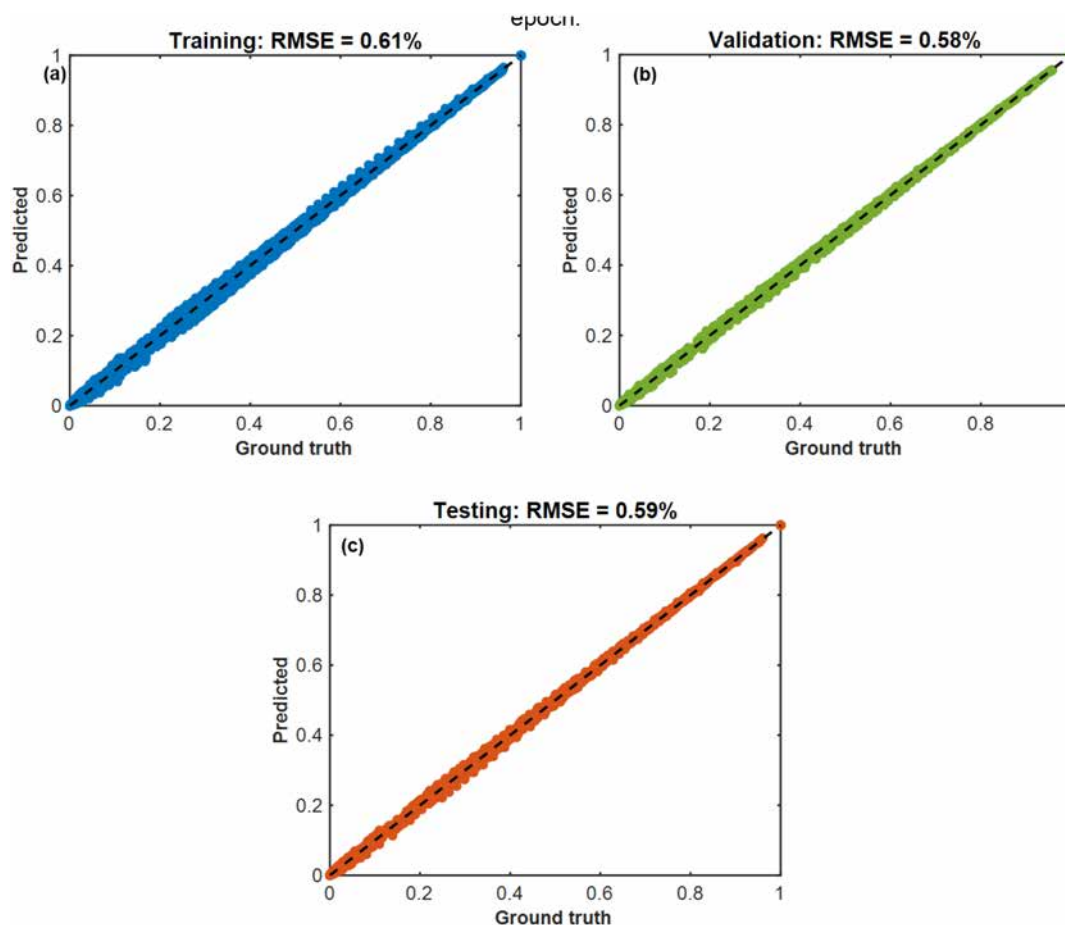 epoch.
Training: RMSE = 0.61%
(a)
1
0.8
0.6
0.4
0.2
0
Predicted
0 0.2 0.4 0.6 0.8 1
Ground truth
Validation: RMSE = 0.58%
(b)
1
0.8
0.6
0.4
0.2
0
Predicted
0 0.2 0.4 0.6 0.8
Ground truth
Testing: RMSE = 0.59%
(c)
1
0.8
0.6
0.4
0.2
0
Predicted
0 0.2 0.4 0.6 0.8 1
Ground truth